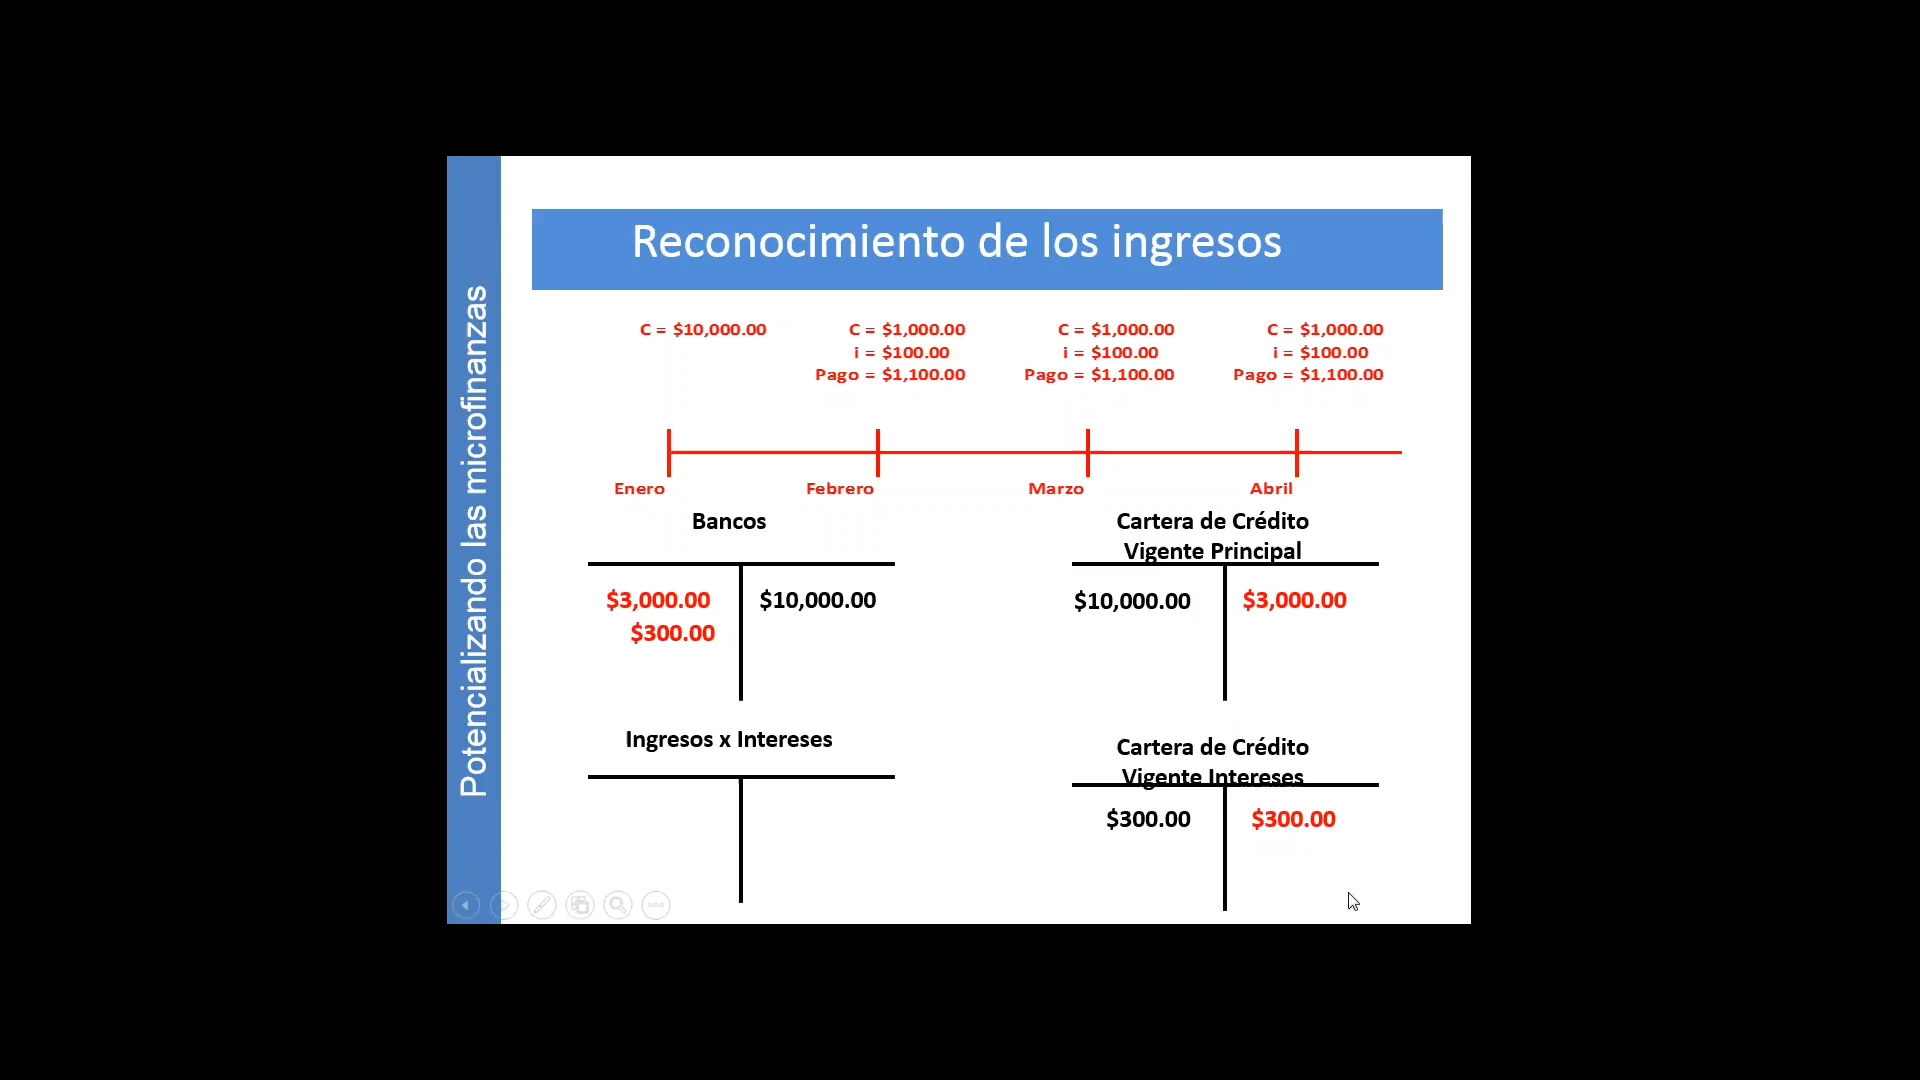 Potencializando las microfinanzas
Reconocimiento de los ingresos
C = $10,000.00
C = $1,000.00
i = $100.00
Pago = $1,100.00
C = $1,000.00
i = $100.00
Pago = $1,100.00
C = $1,000.00
i = $100.00
Pago = $1,100.00
Enero
Febrero
Marzo
Abril
Bancos
$3,000.00
$300.00
$10,000.00
Cartera de Crédito
Vigente Principal
$10,000.00
$3,000.00
Ingresos x Intereses
Cartera de Crédito
Vigente Intereses
$300.00
$300.00